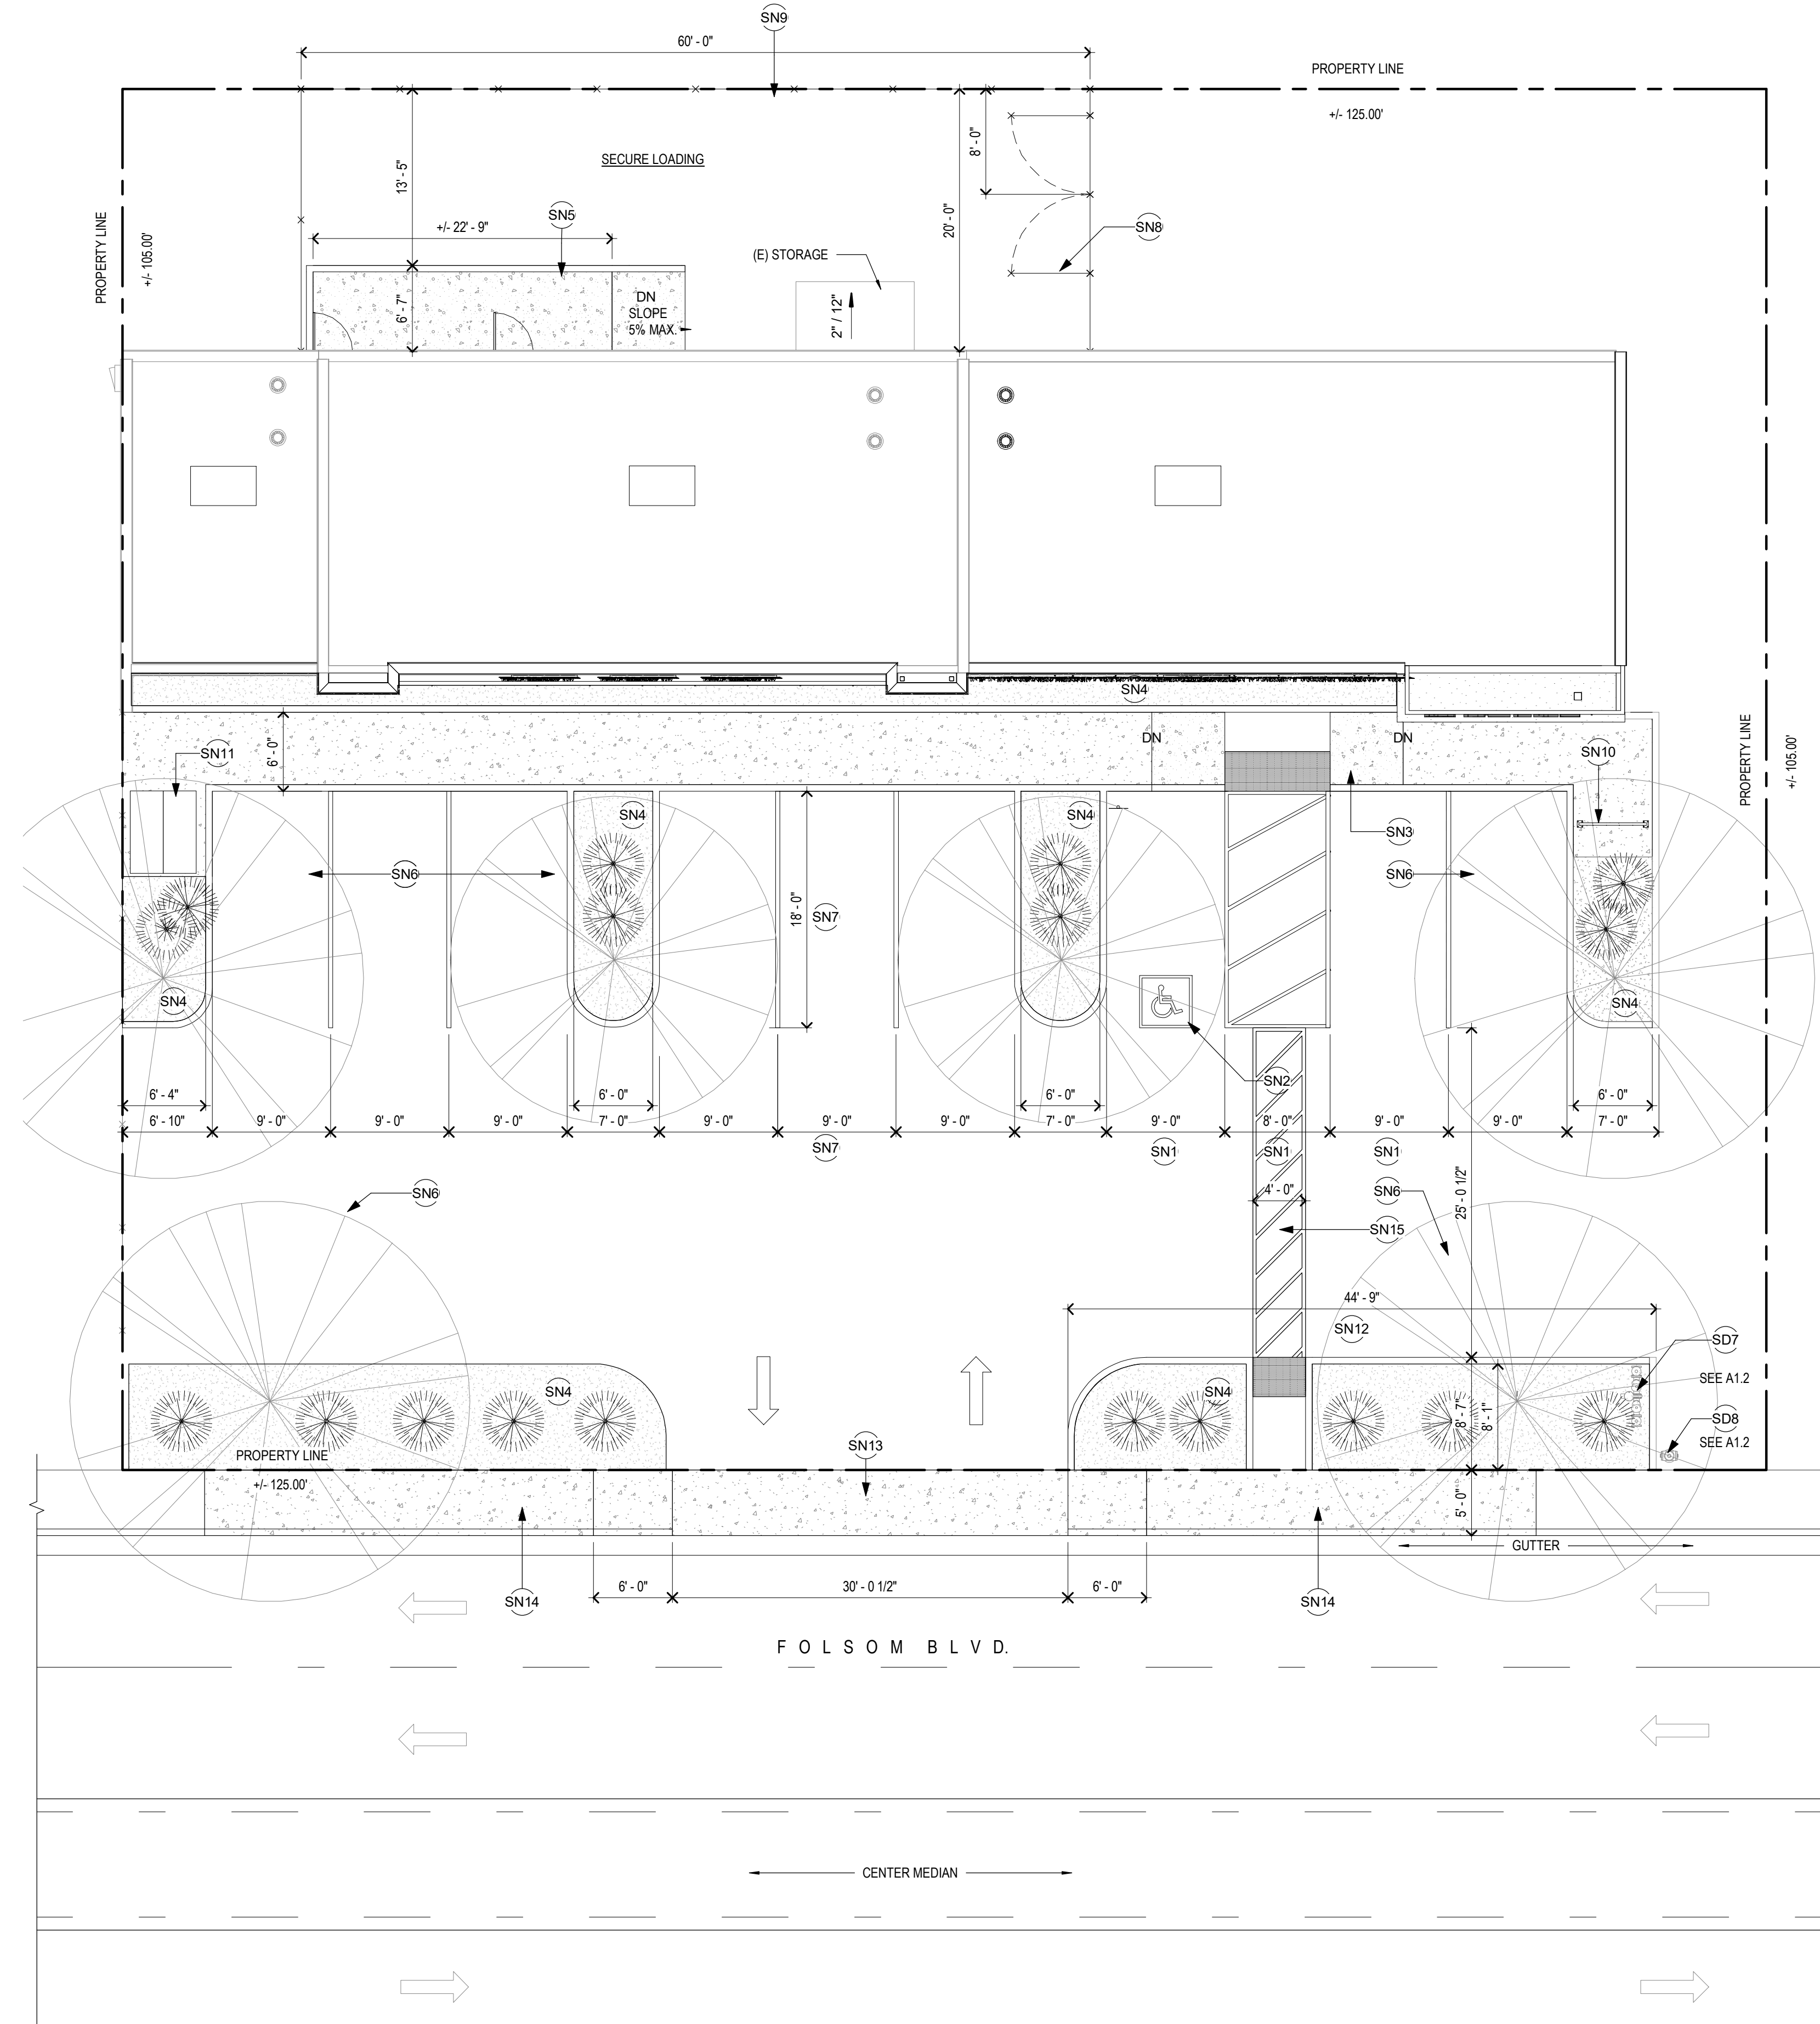 SN9
60' - 0"
PROPERTY LINE
+/- 125.00'
8' - 0"
SECURE LOADING
13' - 5"
20' - 0"
PROPERTY LINE
+/- 105.00'
SN5
+/- 22' - 9"
SN8
(E) STORAGE
6' - 7"
DN
SLOPE
5% MAX.
2" / 12"
SN4
PROPERTY LINE
+/- 105.00'
6' - 0"
SN11
DN
DN
SN10
SN4
SN4
SN3
SN6
SN6
18' - 0"
SN7
SN4
SN4
SN2
6' - 4"
6' - 0"
6' - 0"
6' - 0"
6' - 10"
9' - 0"
9' - 0"
9' - 0"
7' - 0"
9' - 0"
9' - 0"
9' - 0"
7' - 0"
9' - 0"
8' - 0"
9' - 0"
9' - 0"
7' - 0"
SN7
SN1
SN1
SN1
SN6
4' - 0"
SN6
25' - 0 1/2"
SN15
44' - 9"
SN12
SD7
SEE A1.2
SN4
SN4
8' - 7"
8' - 1"
SD8
SEE A1.2
PROPERTY LINE
+/- 125.00'
SN13
5' - 0"
GUTTER
SN14
6' - 0"
30' - 0 1/2"
6' - 0"
SN14
FOLSOM BLVD.
CENTER MEDIAN